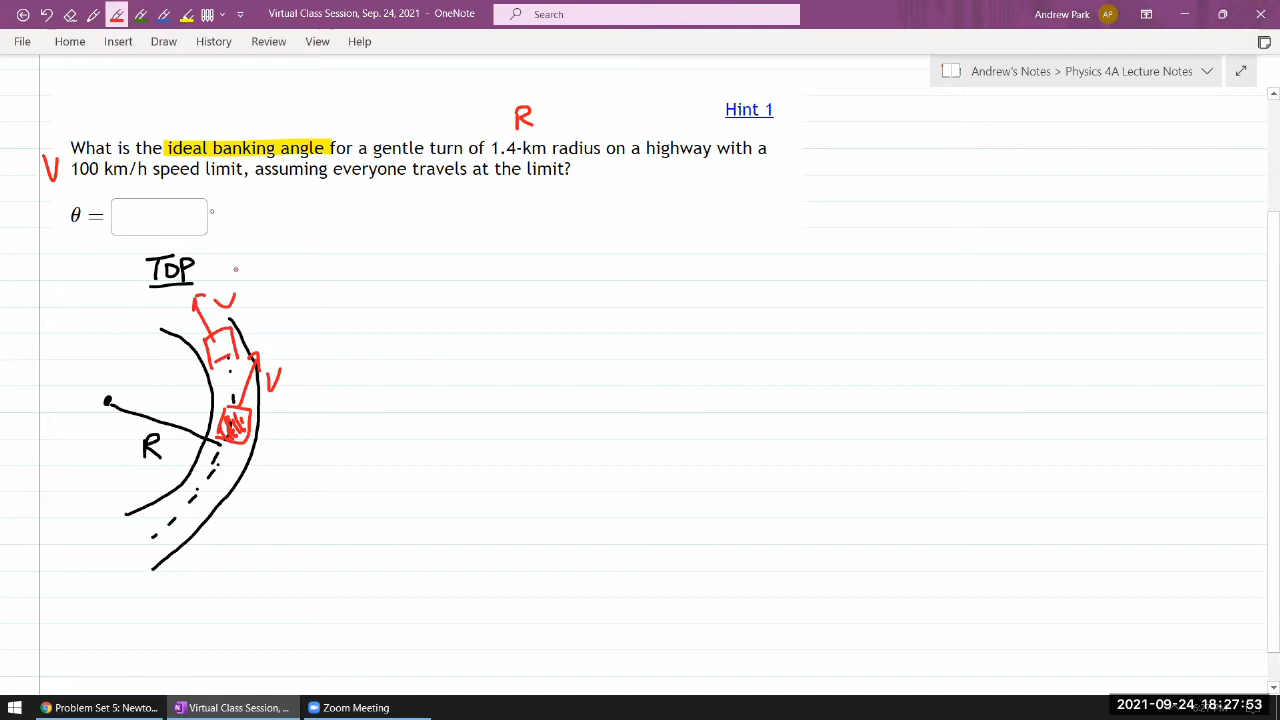 Virtual Class Session, Sep. 24, 2021 - OneNote
Search
Andrew Park
AP
File Home Insert Draw History Review View Help
Andrew's Notes > Physics 4A Lecture Notes
Hint 1
R
What is the ideal banking angle for a gentle turn of 1.4-km radius on a highway with a
V
100 km/h speed limit, assuming everyone travels at the limit?
θ = °
TOP
V
V
R
Problem Set 5: Newto... Virtual Class Session, ... Zoom Meeting
2021-09-24 18:27:53